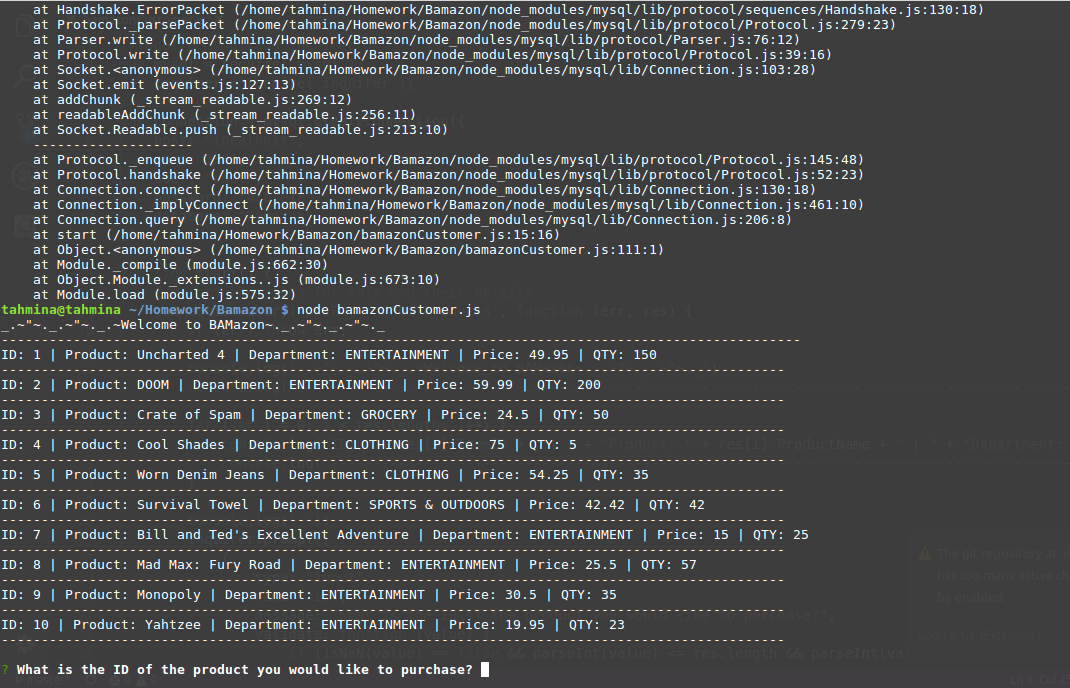 at Handshake.ErrorPacket (/home/tahmina/Homework/Bamazon/node_modules/mysql/lib/protocol/sequences/Handshake.js:130:18)
    at Protocol._parsePacket (/home/tahmina/Homework/Bamazon/node_modules/mysql/lib/protocol/Protocol.js:279:23)
    at Parser.write (/home/tahmina/Homework/Bamazon/node_modules/mysql/lib/protocol/Parser.js:76:12)
    at Protocol.write (/home/tahmina/Homework/Bamazon/node_modules/mysql/lib/protocol/Protocol.js:39:16)
    at Socket.<anonymous> (/home/tahmina/Homework/Bamazon/node_modules/mysql/lib/Connection.js:103:28)
    at Socket.emit (events.js:127:13)
    at addChunk (_stream_readable.js:269:12)
    at readableAddChunk (_stream_readable.js:256:11)
    at Socket.Readable.push (_stream_readable.js:213:10)
    --------------------
    at Protocol._enqueue (/home/tahmina/Homework/Bamazon/node_modules/mysql/lib/protocol/Protocol.js:145:48)
    at Protocol.handshake (/home/tahmina/Homework/Bamazon/node_modules/mysql/lib/protocol/Protocol.js:52:23)
    at Connection.connect (/home/tahmina/Homework/Bamazon/node_modules/mysql/lib/Connection.js:130:18)
    at Connection._implyConnect (/home/tahmina/Homework/Bamazon/node_modules/mysql/lib/Connection.js:461:10)
    at Connection.query (/home/tahmina/Homework/Bamazon/node_modules/mysql/lib/Connection.js:206:8)
    at start (/home/tahmina/Homework/Bamazon/bamazonCustomer.js:15:16)
    at Object.<anonymous> (/home/tahmina/Homework/Bamazon/bamazonCustomer.js:111:1)
    at Module._compile (module.js:662:30)
    at Object.Module._extensions..js (module.js:673:10)
    at Module.load (module.js:575:32)
tahmina@tahmina ~/Homework/Bamazon $ node bamazonCustomer.js
_.~"~._.~"~._.~Welcome to BAMazon~._.~"~._.~"~._
----------------------------------------------------------------------------------------------------
ID: 1 | Product: Uncharted 4 | Department: ENTERTAINMENT | Price: 49.95 | QTY: 150
--------------------------------------------------------------------------------------------------
ID: 2 | Product: DOOM | Department: ENTERTAINMENT | Price: 59.99 | QTY: 200
--------------------------------------------------------------------------------------------------
ID: 3 | Product: Crate of Spam | Department: GROCERY | Price: 24.5 | QTY: 50
--------------------------------------------------------------------------------------------------
ID: 4 | Product: Cool Shades | Department: CLOTHING | Price: 75 | QTY: 5
--------------------------------------------------------------------------------------------------
ID: 5 | Product: Worn Denim Jeans | Department: CLOTHING | Price: 54.25 | QTY: 35
--------------------------------------------------------------------------------------------------
ID: 6 | Product: Survival Towel | Department: SPORTS & OUTDOORS | Price: 42.42 | QTY: 42
--------------------------------------------------------------------------------------------------
ID: 7 | Product: Bill and Ted's Excellent Adventure | Department: ENTERTAINMENT | Price: 15 | QTY: 25
--------------------------------------------------------------------------------------------------
ID: 8 | Product: Mad Max: Fury Road | Department: ENTERTAINMENT | Price: 25.5 | QTY: 57
--------------------------------------------------------------------------------------------------
ID: 9 | Product: Monopoly | Department: ENTERTAINMENT | Price: 30.5 | QTY: 35
--------------------------------------------------------------------------------------------------
ID: 10 | Product: Yahtzee | Department: ENTERTAINMENT | Price: 19.95 | QTY: 23
--------------------------------------------------------------------------------------------------
? What is the ID of the product you would like to purchase?